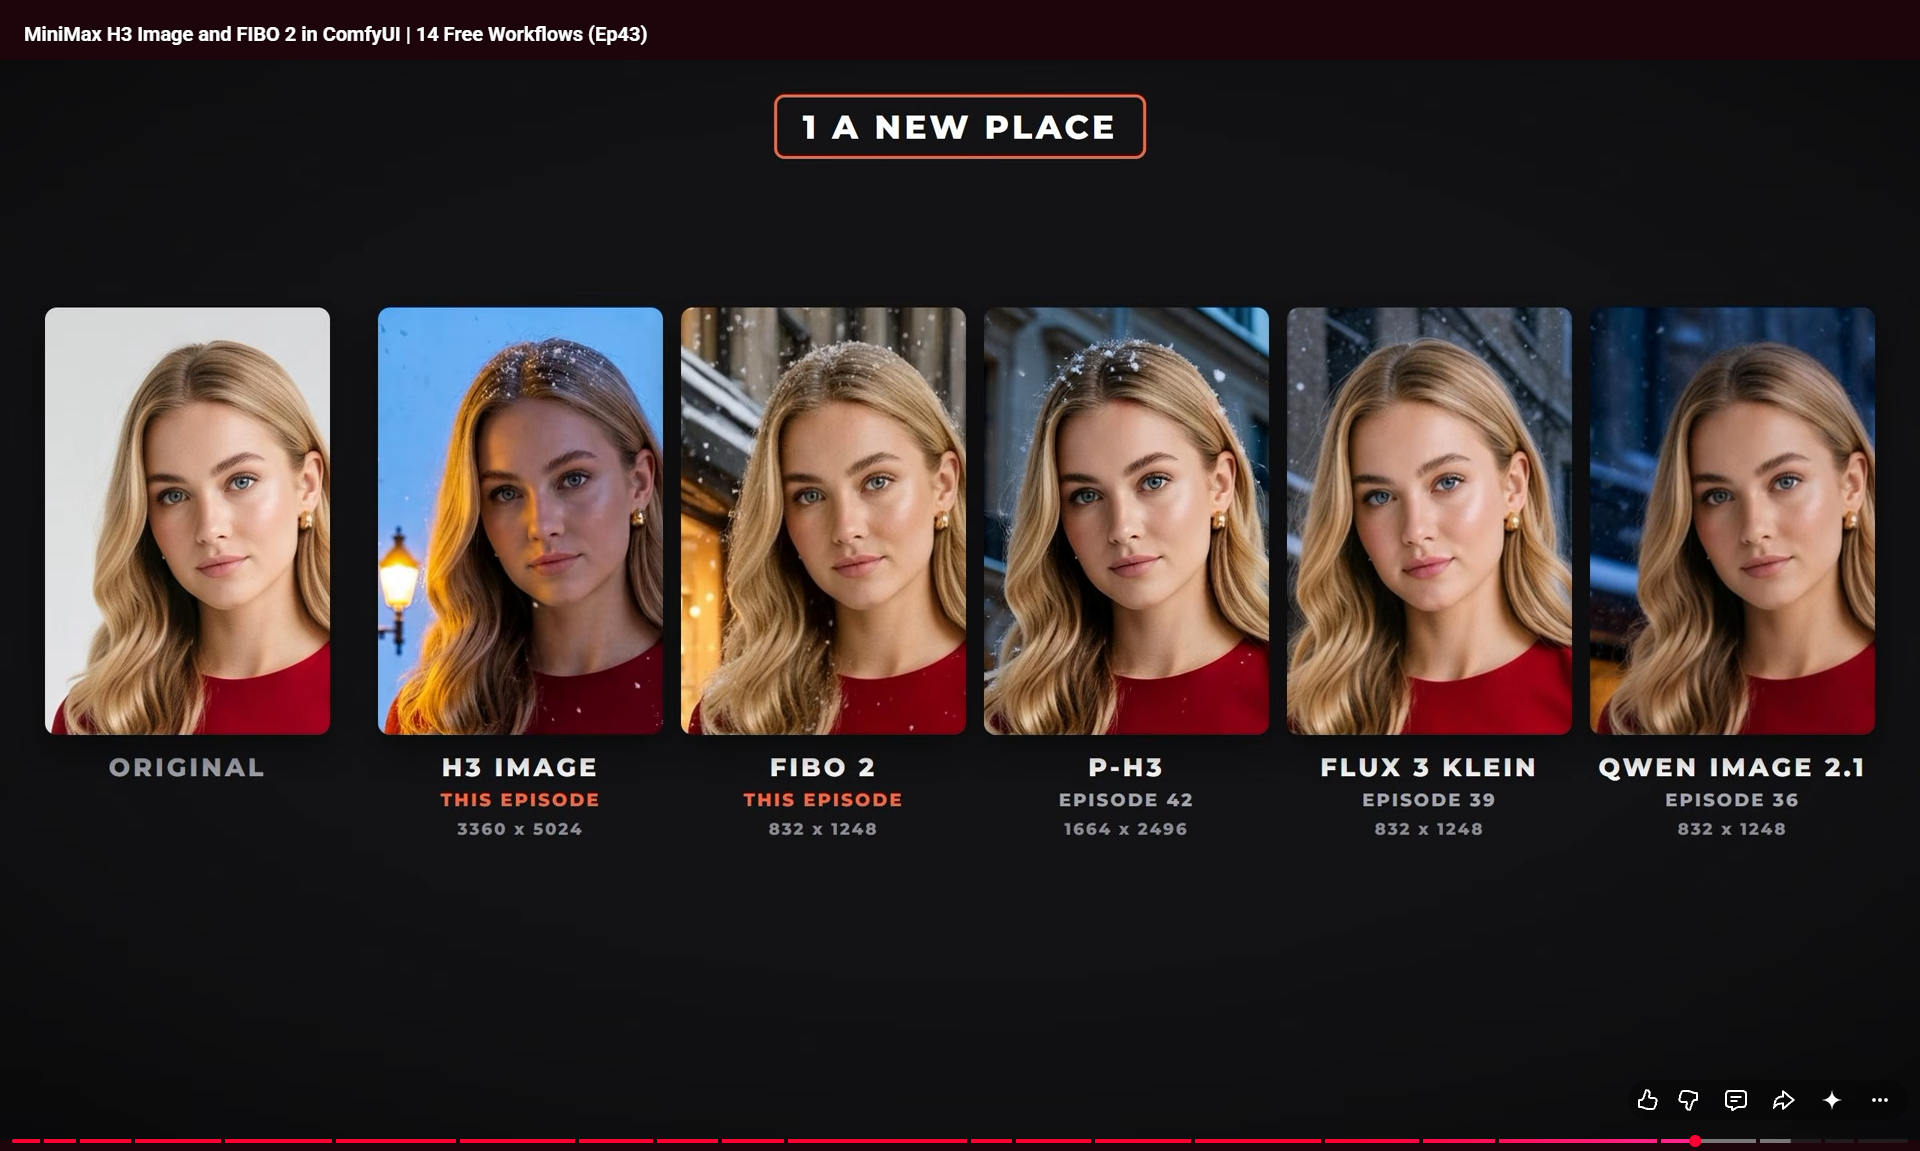 MiniMax H3 Image and FIBO 2 in ComfyUI | 14 Free Workflows (Ep43)
1 A NEW PLACE
ORIGINAL
H3 IMAGE
THIS EPISODE
3360 x 5024
FIBO 2
THIS EPISODE
832 x 1248
P-H3
EPISODE 42
1664 x 2496
FLUX 3 KLEIN
EPISODE 39
832 x 1248
QWEN IMAGE 2.1
EPISODE 36
832 x 1248